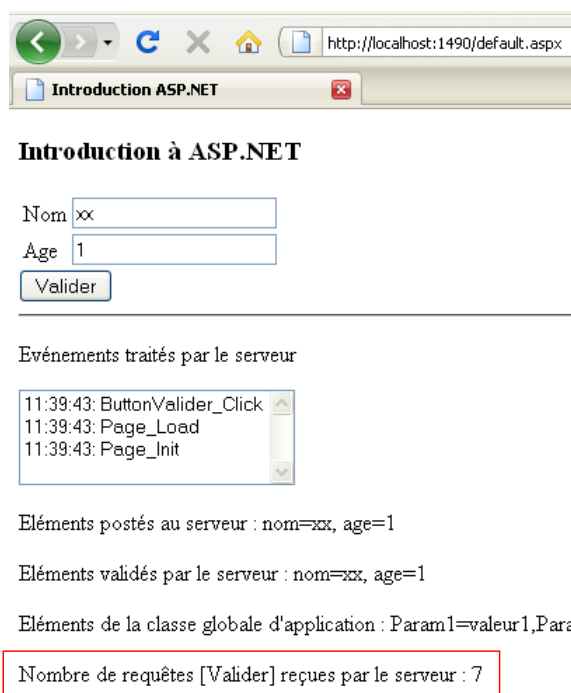 http://localhost:1490/default.aspx
Introduction ASP.NET
Introduction à ASP.NET
Nom xx
Age 1
Valider
Evénements traités par le serveur
11:39:43: ButtonValider_Click
11:39:43: Page_Load
11:39:43: Page_Init
Eléments postés au serveur : nom=xx, age=1
Eléments validés par le serveur : nom=xx, age=1
Eléments de la classe globale d'application : Param1=valeur1,Para
Nombre de requêtes [Valider] reçues par le serveur : 7